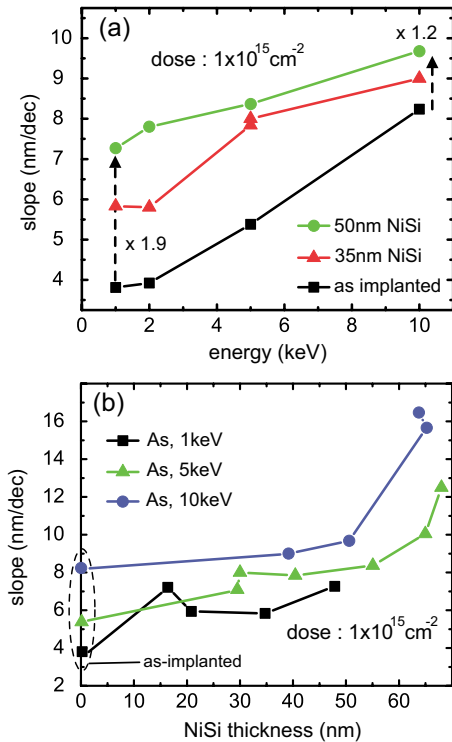 (a)
dose : 1x10¹⁵cm⁻²
x 1.2
x 1.9
50nm NiSi
35nm NiSi
as implanted
slope (nm/dec)
10
9
8
7
6
5
4
0 2 4 6 8 10
energy (keV)
(b)
As, 1keV
As, 5keV
As, 10keV
dose : 1x10¹⁵cm⁻²
as-implanted
slope (nm/dec)
16
14
12
10
8
6
4
2
0 10 20 30 40 50 60
NiSi thickness (nm)